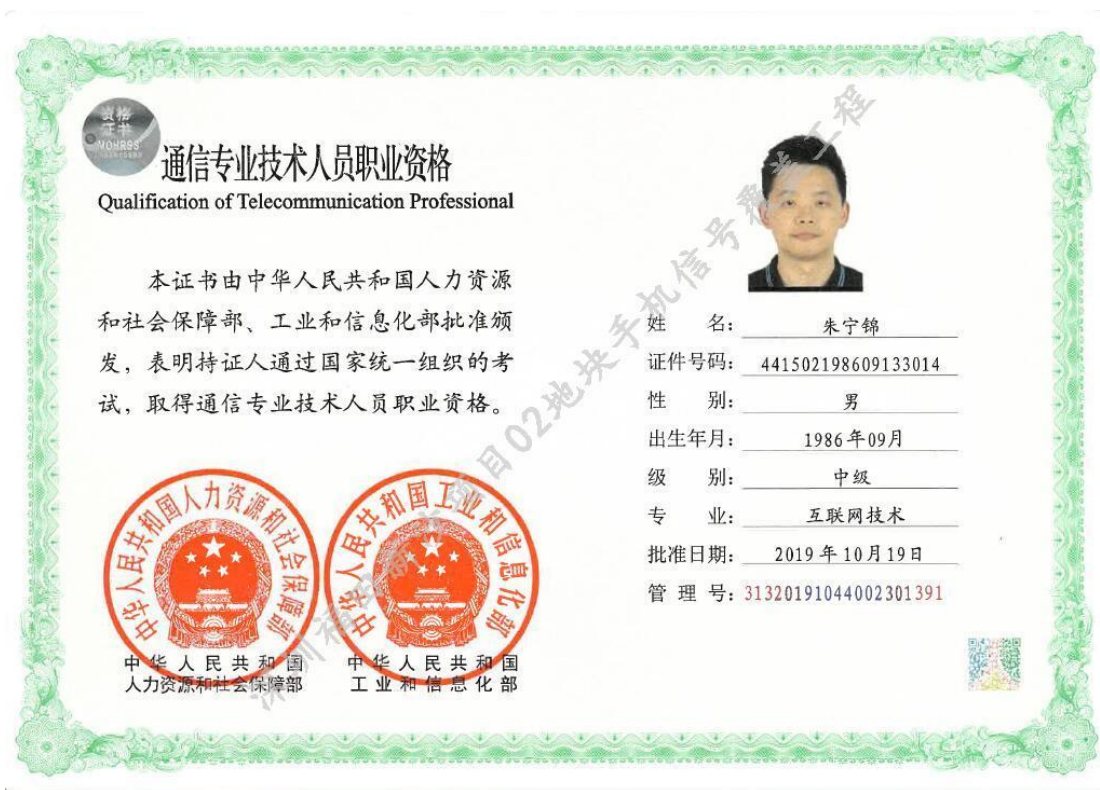 资格
证书
MOHRSS
通信专业技术人员职业资格
Qualification of Telecommunication Professional
本证书由中华人民共和国人力资源
和社会保障部、工业和信息化部批准颁
发，表明持证人通过国家统一组织的考
试，取得通信专业技术人员职业资格。
中华人民共和国人力资源和社会保障部
中华人民共和国工业和信息化部
中华人民共和国
人力资源和社会保障部
中华人民共和国
工业和信息化部
姓 名： 朱宁锦
证件号码： 441502198609133014
性 别： 男
出生年月： 1986年09月
级 别： 中级
专 业： 互联网技术
批准日期： 2019年10月19日
管 理 号： 31320191044002301391
项目02地块手机信号覆盖工程